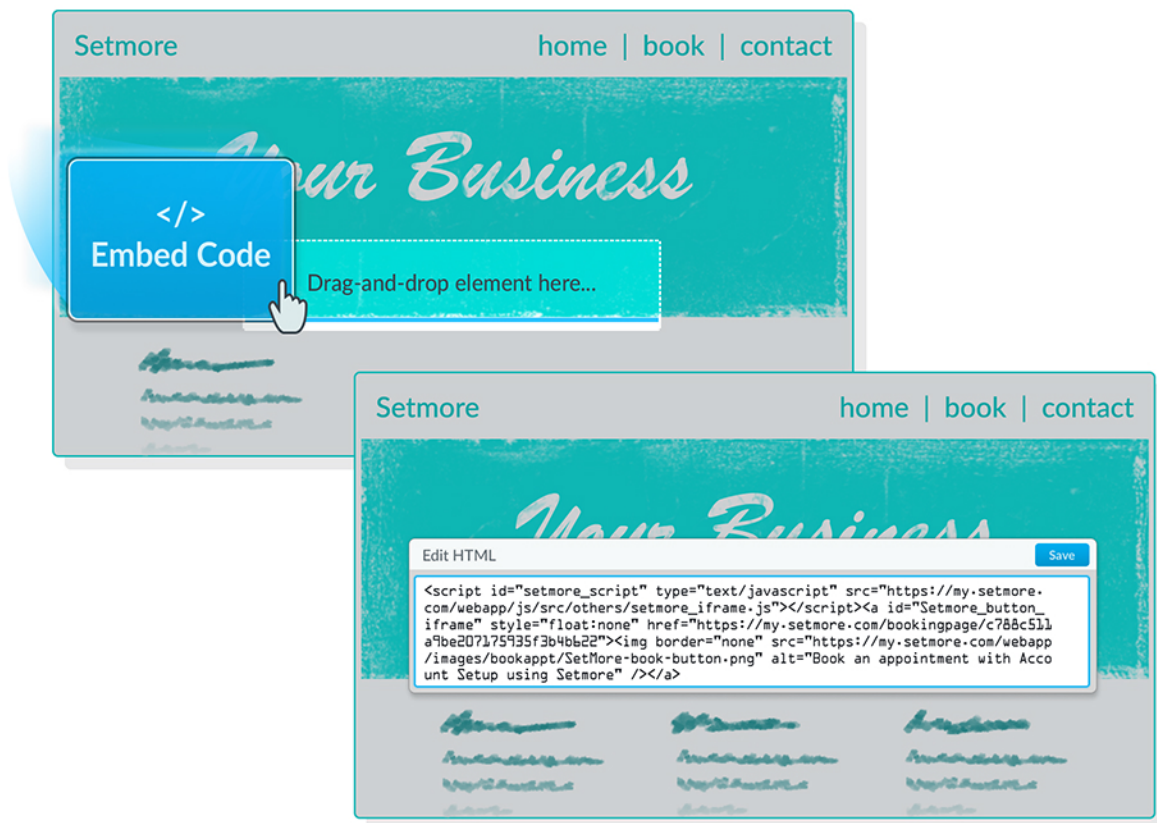 Setmore
home | book | contact
Your Business
</>
Embed Code
Drag-and-drop element here...
Setmore
home | book | contact
Your Business
Edit HTML
Save
<script id="setmore_script" type="text/javascript" src="https://my.setmore.
com/webapp/js/src/others/setmore_iframe.js"></script><a id="Setmore_button_
iframe" style="float:none" href="https://my.setmore.com/bookingpage/c788c511
a9be207175935f3b4b622"><img border="none" src="https://my.setmore.com/webapp
/images/bookappt/SetMore-book-button.png" alt="Book an appointment with Acco
unt Setup using Setmore" /></a>